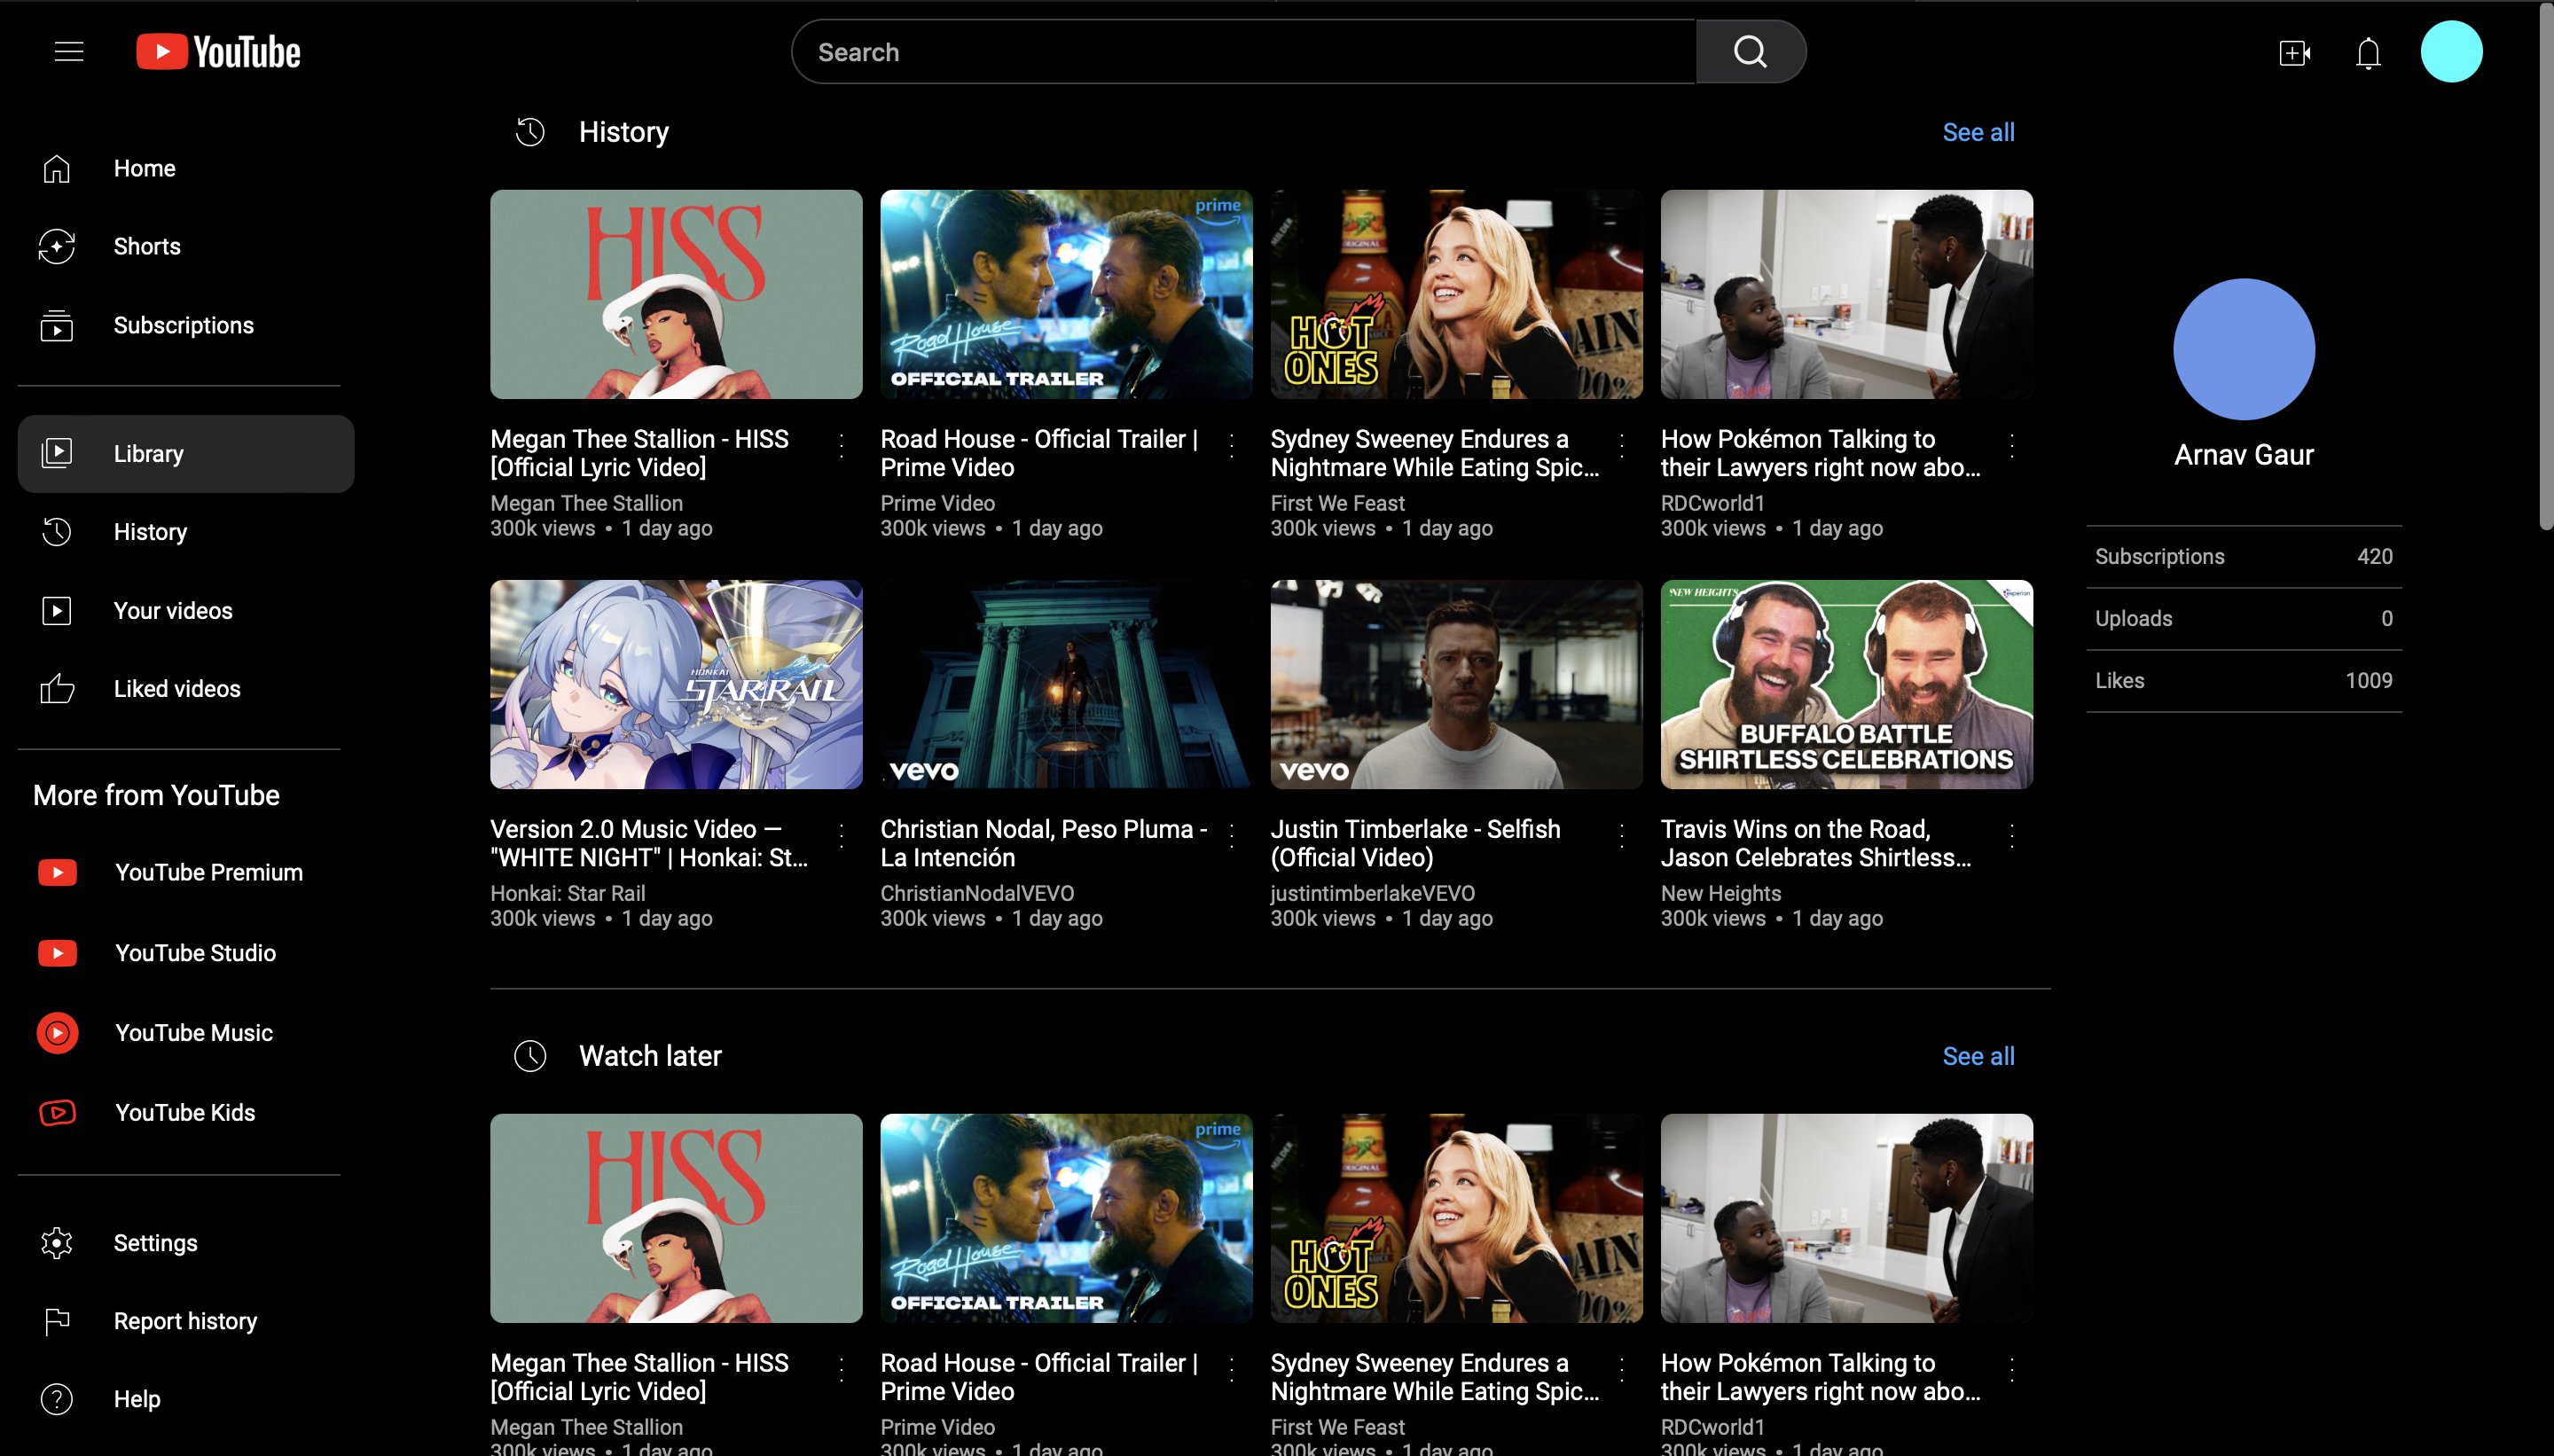 YouTube
Search
Home
Shorts
Subscriptions
Library
History
Your videos
Liked videos
More from YouTube
YouTube Premium
YouTube Studio
YouTube Music
YouTube Kids
Settings
Report history
Help
History
See all
HISS
prime
Road House
OFFICIAL TRAILER
MILDER
ORIGINAL
HOT
ONES
Megan Thee Stallion - HISS
[Official Lyric Video]
Megan Thee Stallion
300k views • 1 day ago
Road House - Official Trailer |
Prime Video
Prime Video
300k views • 1 day ago
Sydney Sweeney Endures a
Nightmare While Eating Spic...
First We Feast
300k views • 1 day ago
How Pokémon Talking to
their Lawyers right now abo...
RDCworld1
300k views • 1 day ago
HONKAI
STAR RAIL
vevo
vevo
NEW HEIGHTS
experian
BUFFALO BATTLE
SHIRTLESS CELEBRATIONS
Version 2.0 Music Video —
"WHITE NIGHT" | Honkai: St...
Honkai: Star Rail
300k views • 1 day ago
Christian Nodal, Peso Pluma -
La Intención
ChristianNodalVEVO
300k views • 1 day ago
Justin Timberlake - Selfish
(Official Video)
justintimberlakeVEVO
300k views • 1 day ago
Travis Wins on the Road,
Jason Celebrates Shirtless...
New Heights
300k views • 1 day ago
Watch later
See all
HISS
prime
Road House
OFFICIAL TRAILER
MILDER
ORIGINAL
HOT
ONES
Megan Thee Stallion - HISS
[Official Lyric Video]
Megan Thee Stallion
300k views • 1 day ago
Road House - Official Trailer |
Prime Video
Prime Video
300k views • 1 day ago
Sydney Sweeney Endures a
Nightmare While Eating Spic...
First We Feast
300k views • 1 day ago
How Pokémon Talking to
their Lawyers right now abo...
RDCworld1
300k views • 1 day ago
Arnav Gaur
Subscriptions 420
Uploads 0
Likes 1009